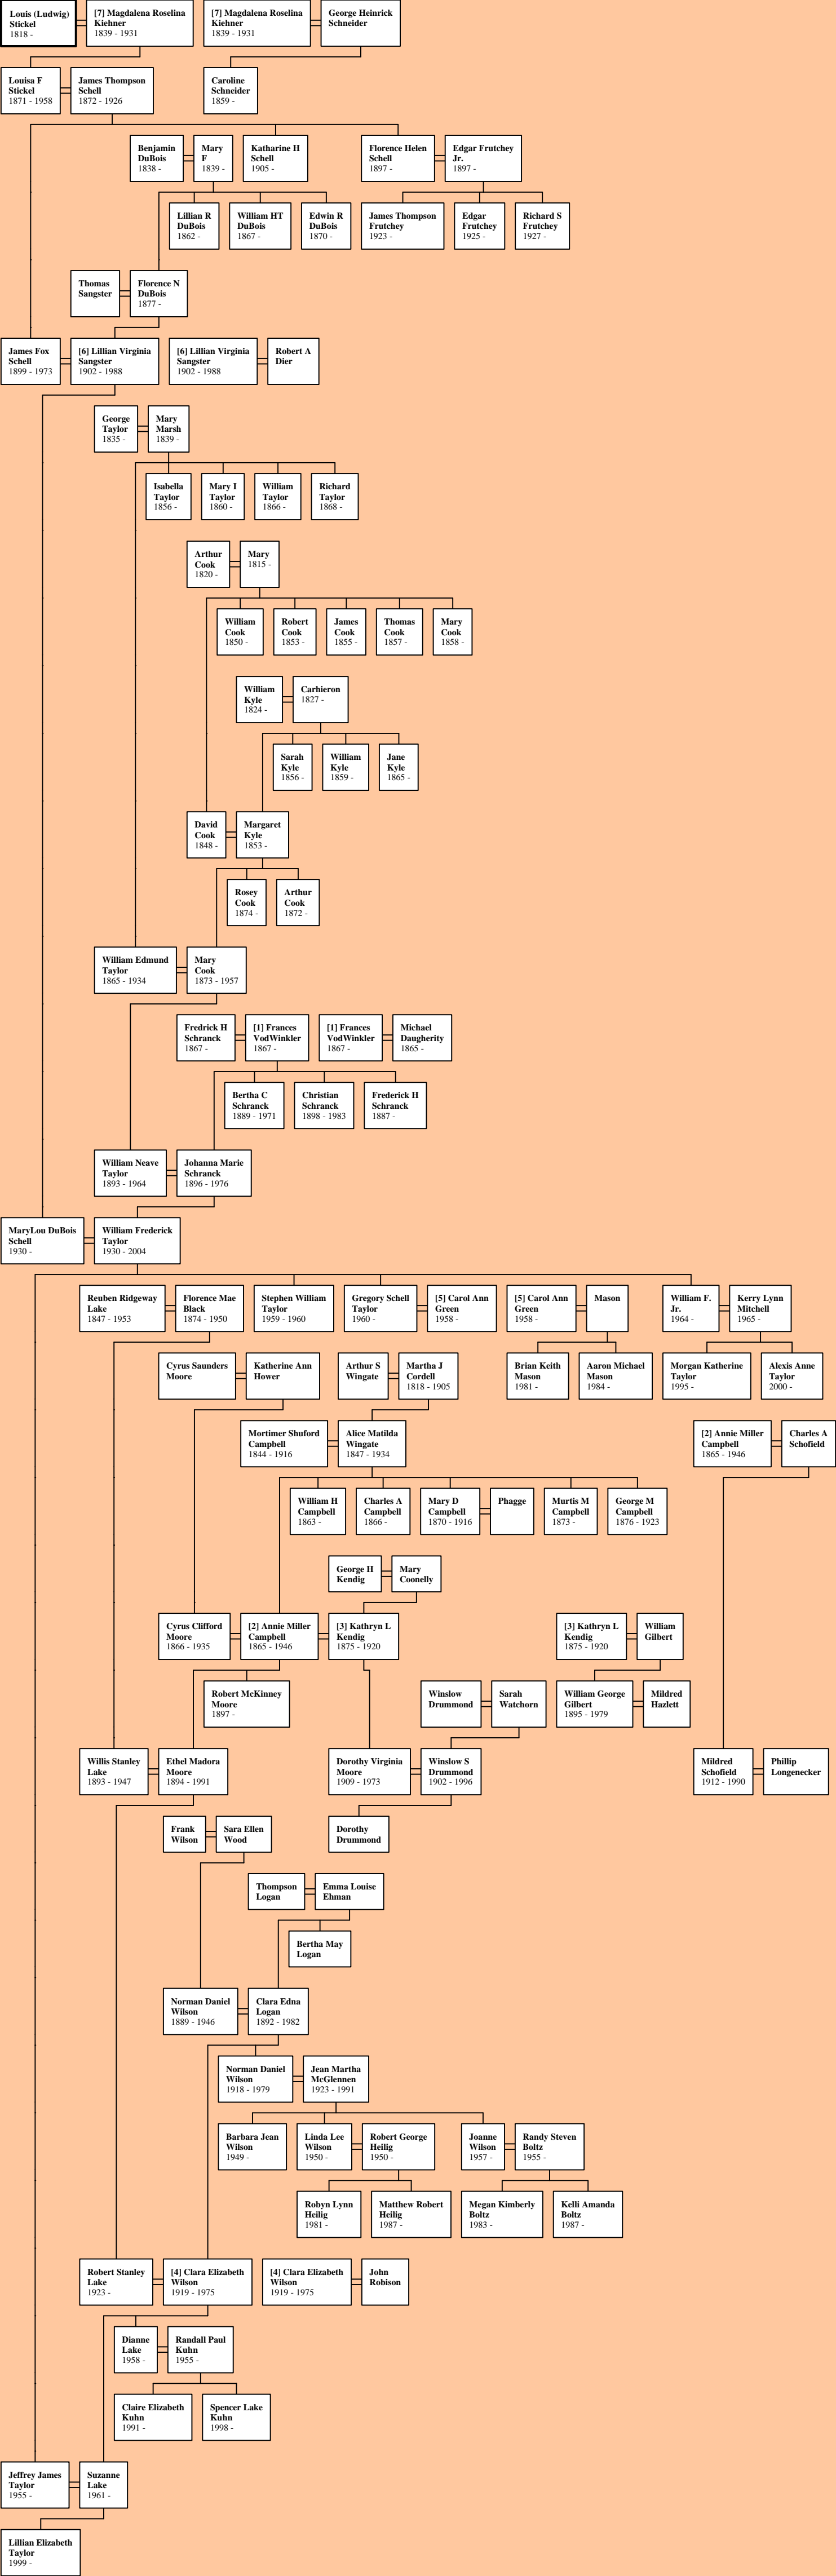 Louis (Ludwig)
Stickel
1818 -
[7] Magdalena Roselina
Kiehner
1839 - 1931
[7] Magdalena Roselina
Kiehner
1839 - 1931
George Heinrick
Schneider
Louisa F
Stickel
1871 - 1958
James Thompson
Schell
1872 - 1926
Caroline
Schneider
1859 -
Benjamin
DuBois
1838 -
Mary
F
1839 -
Katharine H
Schell
1905 -
Florence Helen
Schell
1897 -
Edgar Frutchey
Jr.
1897 -
Lillian R
DuBois
1862 -
William HT
DuBois
1867 -
Edwin R
DuBois
1870 -
James Thompson
Frutchey
1923 -
Edgar
Frutchey
1925 -
Richard S
Frutchey
1927 -
Thomas
Sangster
Florence N
DuBois
1877 -
James Fox
Schell
1899 - 1973
[6] Lillian Virginia
Sangster
1902 - 1988
[6] Lillian Virginia
Sangster
1902 - 1988
Robert A
Dier
George
Taylor
1835 -
Mary
Marsh
1839 -
Isabella
Taylor
1856 -
Mary I
Taylor
1860 -
William
Taylor
1866 -
Richard
Taylor
1868 -
Arthur
Cook
1820 -
Mary
1815 -
William
Cook
1850 -
Robert
Cook
1853 -
James
Cook
1855 -
Thomas
Cook
1857 -
Mary
Cook
1858 -
William
Kyle
1824 -
Carhieron
1827 -
Sarah
Kyle
1856 -
William
Kyle
1859 -
Jane
Kyle
1865 -
David
Cook
1848 -
Margaret
Kyle
1853 -
Rosey
Cook
1874 -
Arthur
Cook
1872 -
William Edmund
Taylor
1865 - 1934
Mary
Cook
1873 - 1957
Fredrick H
Schranck
1867 -
[1] Frances
VodWinkler
1867 -
[1] Frances
VodWinkler
1867 -
Michael
Daugherity
1865 -
Bertha C
Schranck
1889 - 1971
Christian
Schranck
1898 - 1983
Frederick H
Schranck
1887 -
William Neave
Taylor
1893 - 1964
Johanna Marie
Schranck
1896 - 1976
MaryLou DuBois
Schell
1930 -
William Frederick
Taylor
1930 - 2004
Reuben Ridgeway
Lake
1847 - 1953
Florence Mae
Black
1874 - 1950
Stephen William
Taylor
1959 - 1960
Gregory Schell
Taylor
1960 -
[5] Carol Ann
Green
1958 -
[5] Carol Ann
Green
1958 -
Mason
William F.
Jr.
1964 -
Kerry Lynn
Mitchell
1965 -
Cyrus Saunders
Moore
Katherine Ann
Hower
Arthur S
Wingate
Martha J
Cordell
1818 - 1905
Brian Keith
Mason
1981 -
Aaron Michael
Mason
1984 -
Morgan Katherine
Taylor
1995 -
Alexis Anne
Taylor
2000 -
Mortimer Shuford
Campbell
1844 - 1916
Alice Matilda
Wingate
1847 - 1934
[2] Annie Miller
Campbell
1865 - 1946
Charles A
Schofield
William H
Campbell
1863 -
Charles A
Campbell
1866 -
Mary D
Campbell
1870 - 1916
Phagge
Murtis M
Campbell
1873 -
George M
Campbell
1876 - 1923
George H
Kendig
Mary
Coonelly
Cyrus Clifford
Moore
1866 - 1935
[2] Annie Miller
Campbell
1865 - 1946
[3] Kathryn L
Kendig
1875 - 1920
[3] Kathryn L
Kendig
1875 - 1920
William
Gilbert
Robert McKinney
Moore
1897 -
Winslow
Drummond
Sarah
Watchorn
William George
Gilbert
1895 - 1979
Mildred
Hazlett
Willis Stanley
Lake
1893 - 1947
Ethel Madora
Moore
1894 - 1991
Dorothy Virginia
Moore
1909 - 1973
Winslow S
Drummond
1902 - 1996
Mildred
Schofield
1912 - 1990
Phillip
Longenecker
Frank
Wilson
Sara Ellen
Wood
Dorothy
Drummond
Thompson
Logan
Emma Louise
Ehman
Bertha May
Logan
Norman Daniel
Wilson
1889 - 1946
Clara Edna
Logan
1892 - 1982
Norman Daniel
Wilson
1918 - 1979
Jean Martha
McGlennen
1923 - 1991
Barbara Jean
Wilson
1949 -
Linda Lee
Wilson
1950 -
Robert George
Heilig
1950 -
Joanne
Wilson
1957 -
Randy Steven
Boltz
1955 -
Robyn Lynn
Heilig
1981 -
Matthew Robert
Heilig
1987 -
Megan Kimberly
Boltz
1983 -
Kelli Amanda
Boltz
1987 -
Robert Stanley
Lake
1923 -
[4] Clara Elizabeth
Wilson
1919 - 1975
[4] Clara Elizabeth
Wilson
1919 - 1975
John
Robison
Dianne
Lake
1958 -
Randall Paul
Kuhn
1955 -
Claire Elizabeth
Kuhn
1991 -
Spencer Lake
Kuhn
1998 -
Jeffrey James
Taylor
1955 -
Suzanne
Lake
1961 -
Lillian Elizabeth
Taylor
1999 -